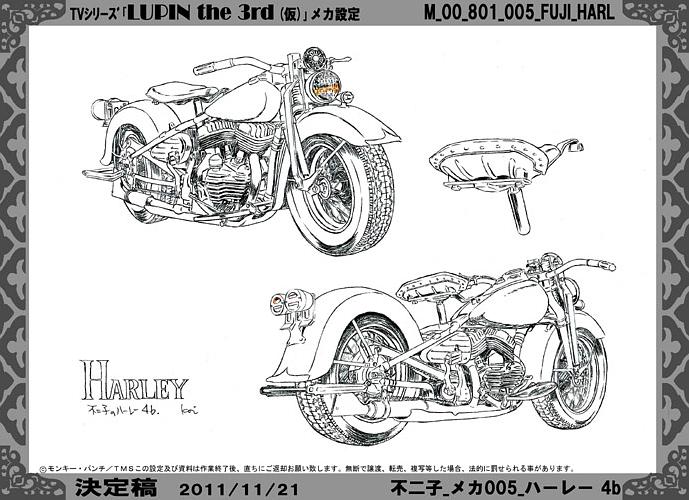 TVシリーズ「LUPIN the 3rd (仮)」メカ設定
M_00_801_005_FUJI_HARL
HARLEY
不二子のハーレー 4b.
©モンキー・パンチ/TMS この設定及び資料は作業終了後、直ちにご返却お願い致します。無断で譲渡、転売、複写等した場合、法的に罰せられる事があります。
決定稿
2011/11/21
不二子_メカ005_ハーレー 4b